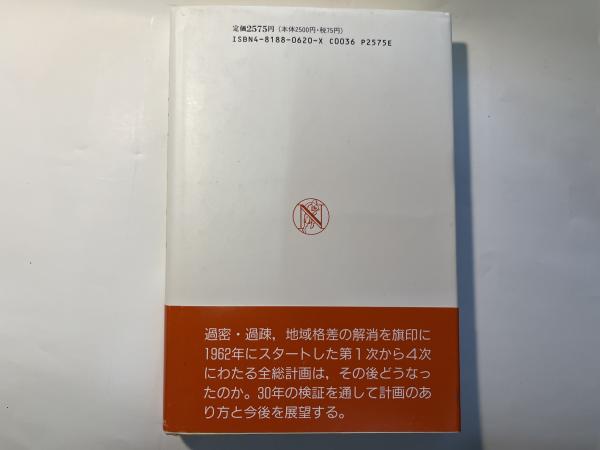 定価2575円（本体2500円・税75円）
ISBN4-8188-0620-X C0036 P2575E
N
過密・過疎，地域格差の解消を旗印に
1962年にスタートした第1次から4次
にわたる全総計画は，その後どうなっ
たのか。30年の検証を通して計画のあ
り方と今後を展望する。